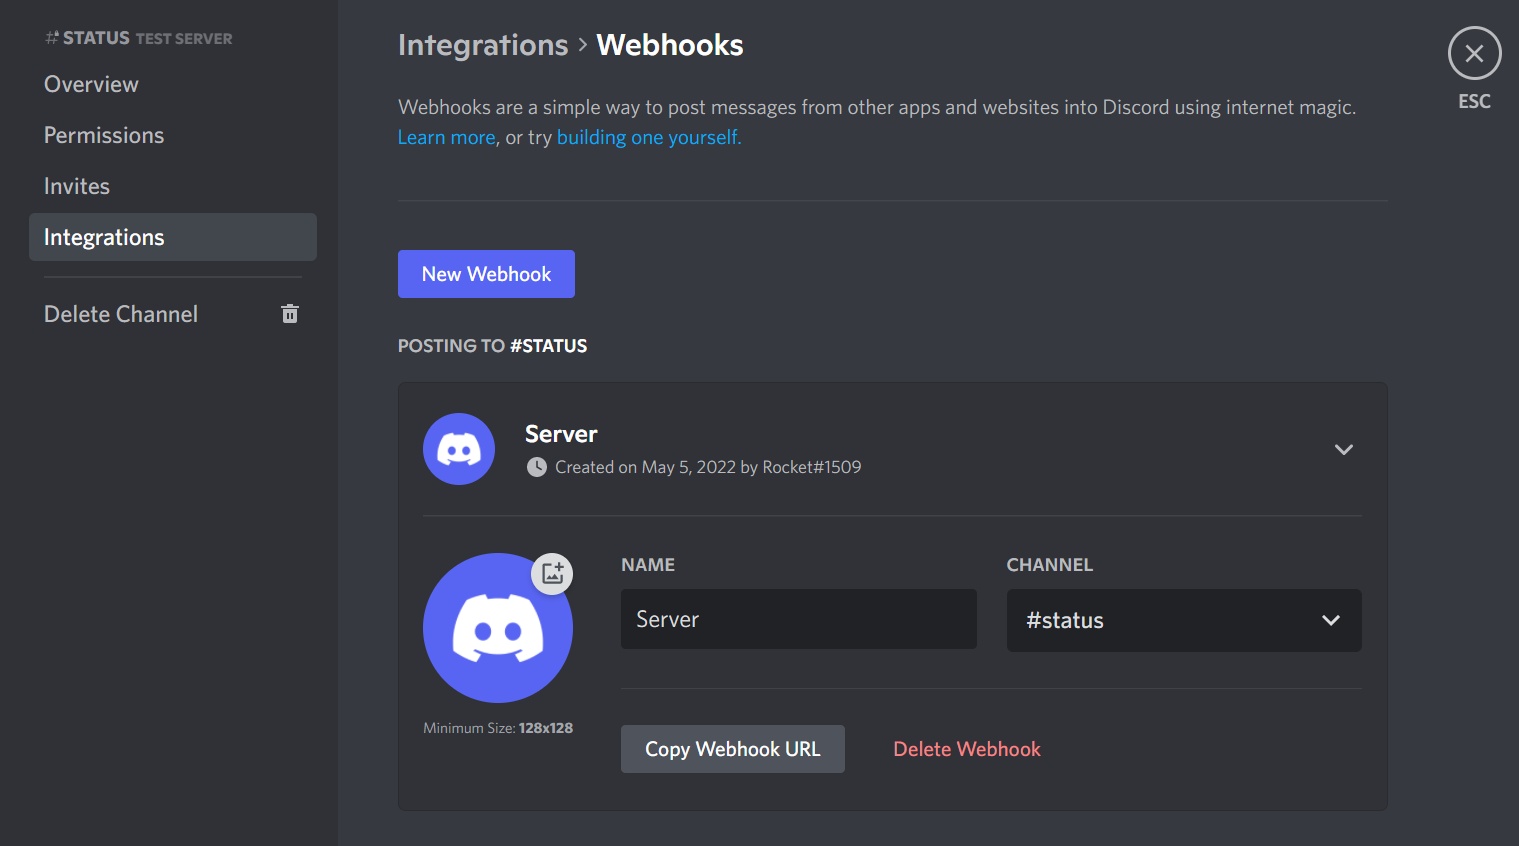 # STATUS TEST SERVER
Overview
Permissions
Invites
Integrations
Delete Channel
Integrations > Webhooks
Webhooks are a simple way to post messages from other apps and websites into Discord using internet magic.
Learn more, or try building one yourself.
ESC
New Webhook
POSTING TO #STATUS
Server
Created on May 5, 2022 by Rocket#1509
NAME
Server
CHANNEL
#status
Minimum Size: 128x128
Copy Webhook URL
Delete Webhook